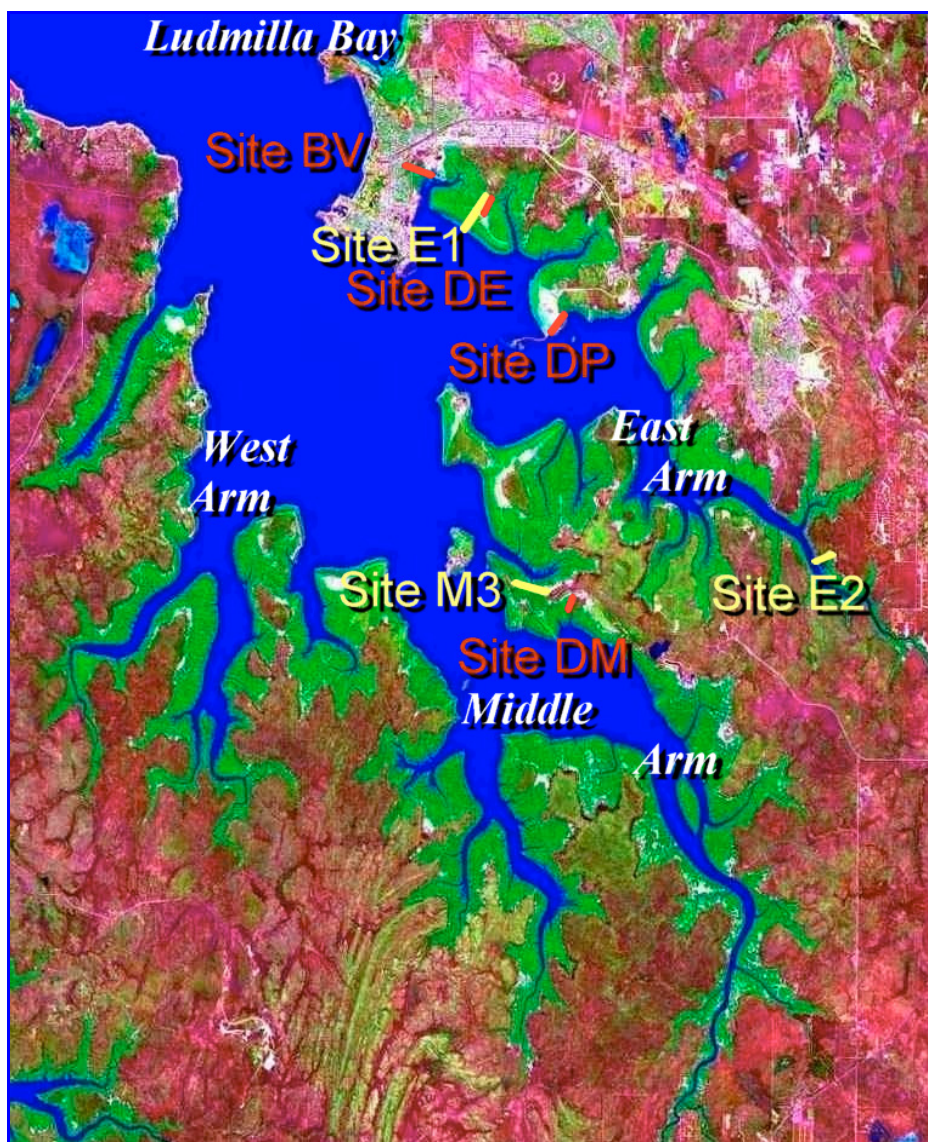 Ludmilla Bay
Site BV
Site E1
Site DE
Site DP
West
Arm
East
Arm
Site M3
Site E2
Site DM
Middle
Arm